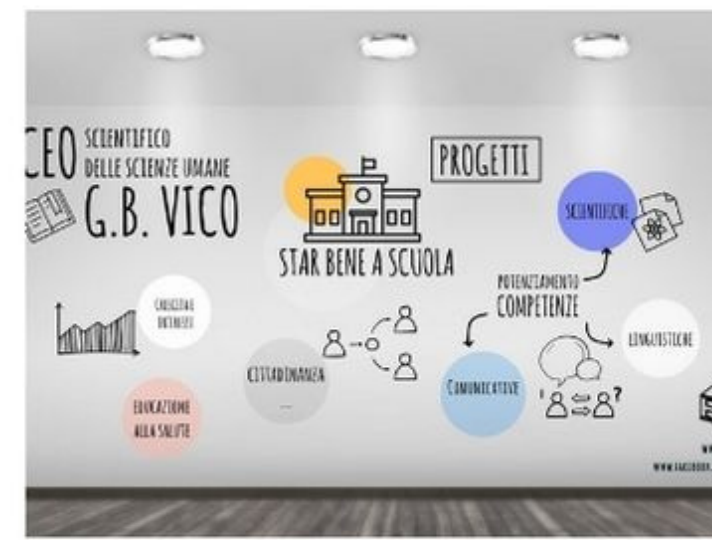 CEO SCIENTIFICO
DELLE SCIENZE UMANE
G.B. VICO
STAR BENE A SCUOLA
PROGETTI
SCIENTIFICHE
POTENZIAMENTO
COMPETENZE
LINGUISTICHE
COMUNICATIVE
?
CITTADINANZA
...
EDUCAZIONE
ALLA SALUTE